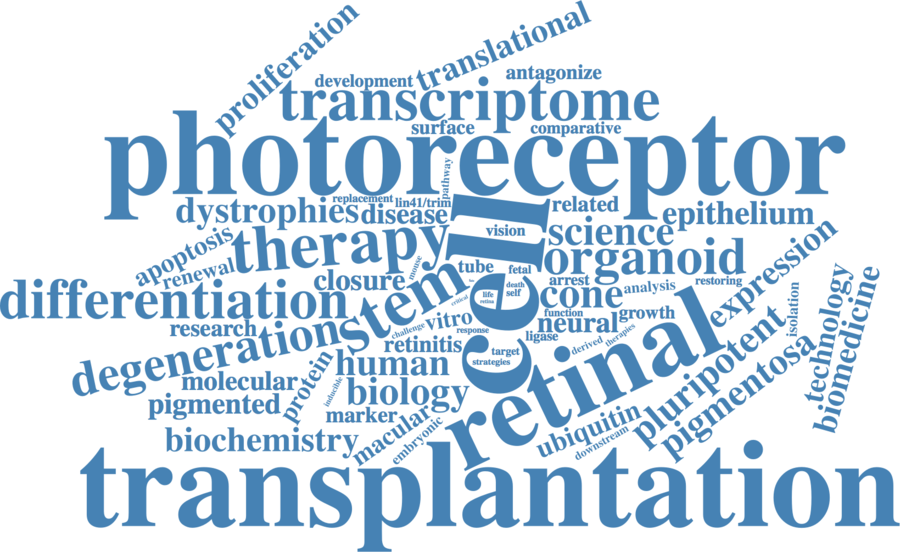 proliferation
translational
development
antagonize
transcriptome
surface
comparative
photoreceptor
pathway
replacement
lin41/trim
dystrophies
disease
related
epithelium
cell
vision
therapy
science
apoptosis
renewal
organoid
mouse
tube
fetal
closure
stem
arrest
restoring
expression
differentiation
death
self
life
retina
critical
cone
analysis
isolation
technology
biomedicine
research
vitro
challenge
response
function
growth
neural
ligase
degeneration
retinitis
target
strategies
derived
therapies
retinal
human
protein
molecular
inducible
biology
pluripotent
pigmentosa
pigmented
marker
macular
embryonic
ubiquitin
downstream
biochemistry
transplantation